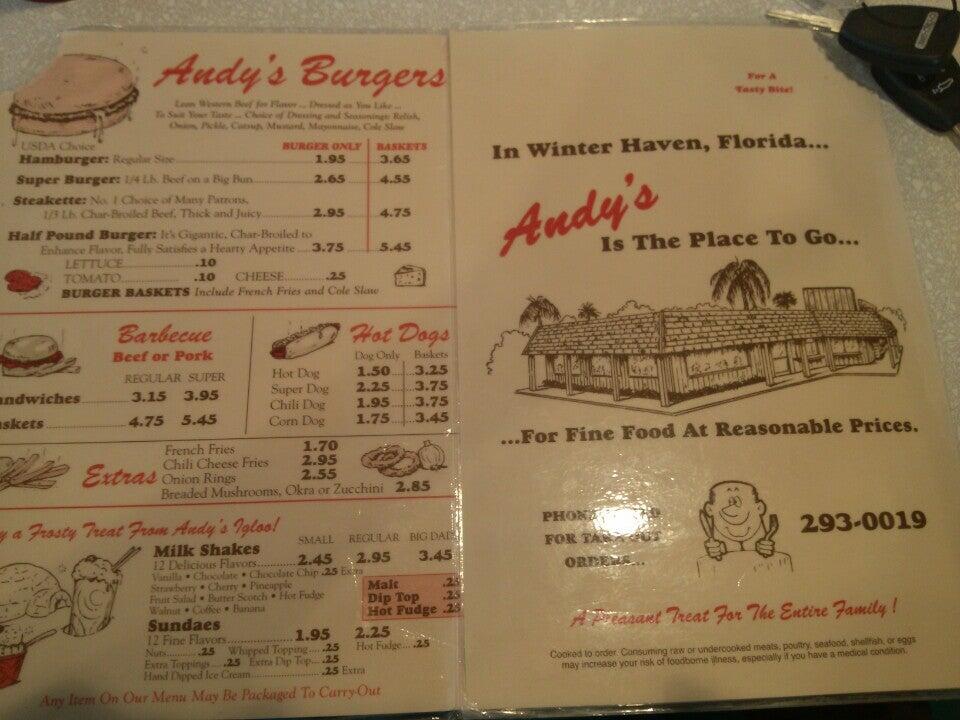 Andy's Burgers
Lean Western Beef for Flavor ... Dressed as You Like ...
To Suit Your Taste ... Choice of Dressing and Seasonings: Relish,
Onion, Pickle, Catsup, Mustard, Mayonnaise, Cole Slaw
USDA Choice BURGER ONLY BASKETS
Hamburger: Regular Size 1.95 3.65
Super Burger: 1/4 Lb. Beef on a Big Bun 2.65 4.55
Steakette: No. 1 Choice of Many Patrons,
1/3 Lb. Char-Broiled Beef, Thick and Juicy 2.95 4.75
Half Pound Burger: It's Gigantic, Char-Broiled to
Enhance Flavor, Fully Satisfies a Hearty Appetite 3.75 5.45
LETTUCE .10
TOMATO .10 CHEESE .25
BURGER BASKETS Include French Fries and Cole Slaw
Barbecue
Beef or Pork
REGULAR SUPER
andwiches 3.15 3.95
askets 4.75 5.45
Hot Dogs
Dog Only Baskets
Hot Dog 1.50 3.25
Super Dog 2.25 3.75
Chili Dog 1.95 3.75
Corn Dog 1.75 3.45
Extras
French Fries 1.70
Chili Cheese Fries 2.95
Onion Rings 2.55
Breaded Mushrooms, Okra or Zucchini 2.85
y a Frosty Treat From Andy's Igloo!
Milk Shakes SMALL REGULAR BIG DAD
12 Delicious Flavors 2.45 2.95 3.45
Vanilla • Chocolate • Chocolate Chip .25 Extra
Strawberry • Cherry • Pineapple
Fruit Salad • Butter Scotch • Hot Fudge
Walnut • Coffee • Banana
Malt .25
Dip Top .25
Hot Fudge .25
Sundaes
12 Fine Flavors 1.95 2.25
Nuts .25 Whipped Topping .25 Hot Fudge .25
Extra Toppings .25 Extra Dip Top .25
Hand Dipped Ice Cream .25 Extra
Any Item On Our Menu May Be Packaged To Carry-Out
For A
Tasty Bite!
In Winter Haven, Florida...
Andy's
Is The Place To Go...
...For Fine Food At Reasonable Prices.
FOR TAKE OUT
ORDERS...
293-0019
A Pleasant Treat For The Entire Family!
Cooked to order. Consuming raw or undercooked meats, poultry, seafood, shellfish, or eggs
may increase your risk of foodborne illness, especially if you have a medical condition.